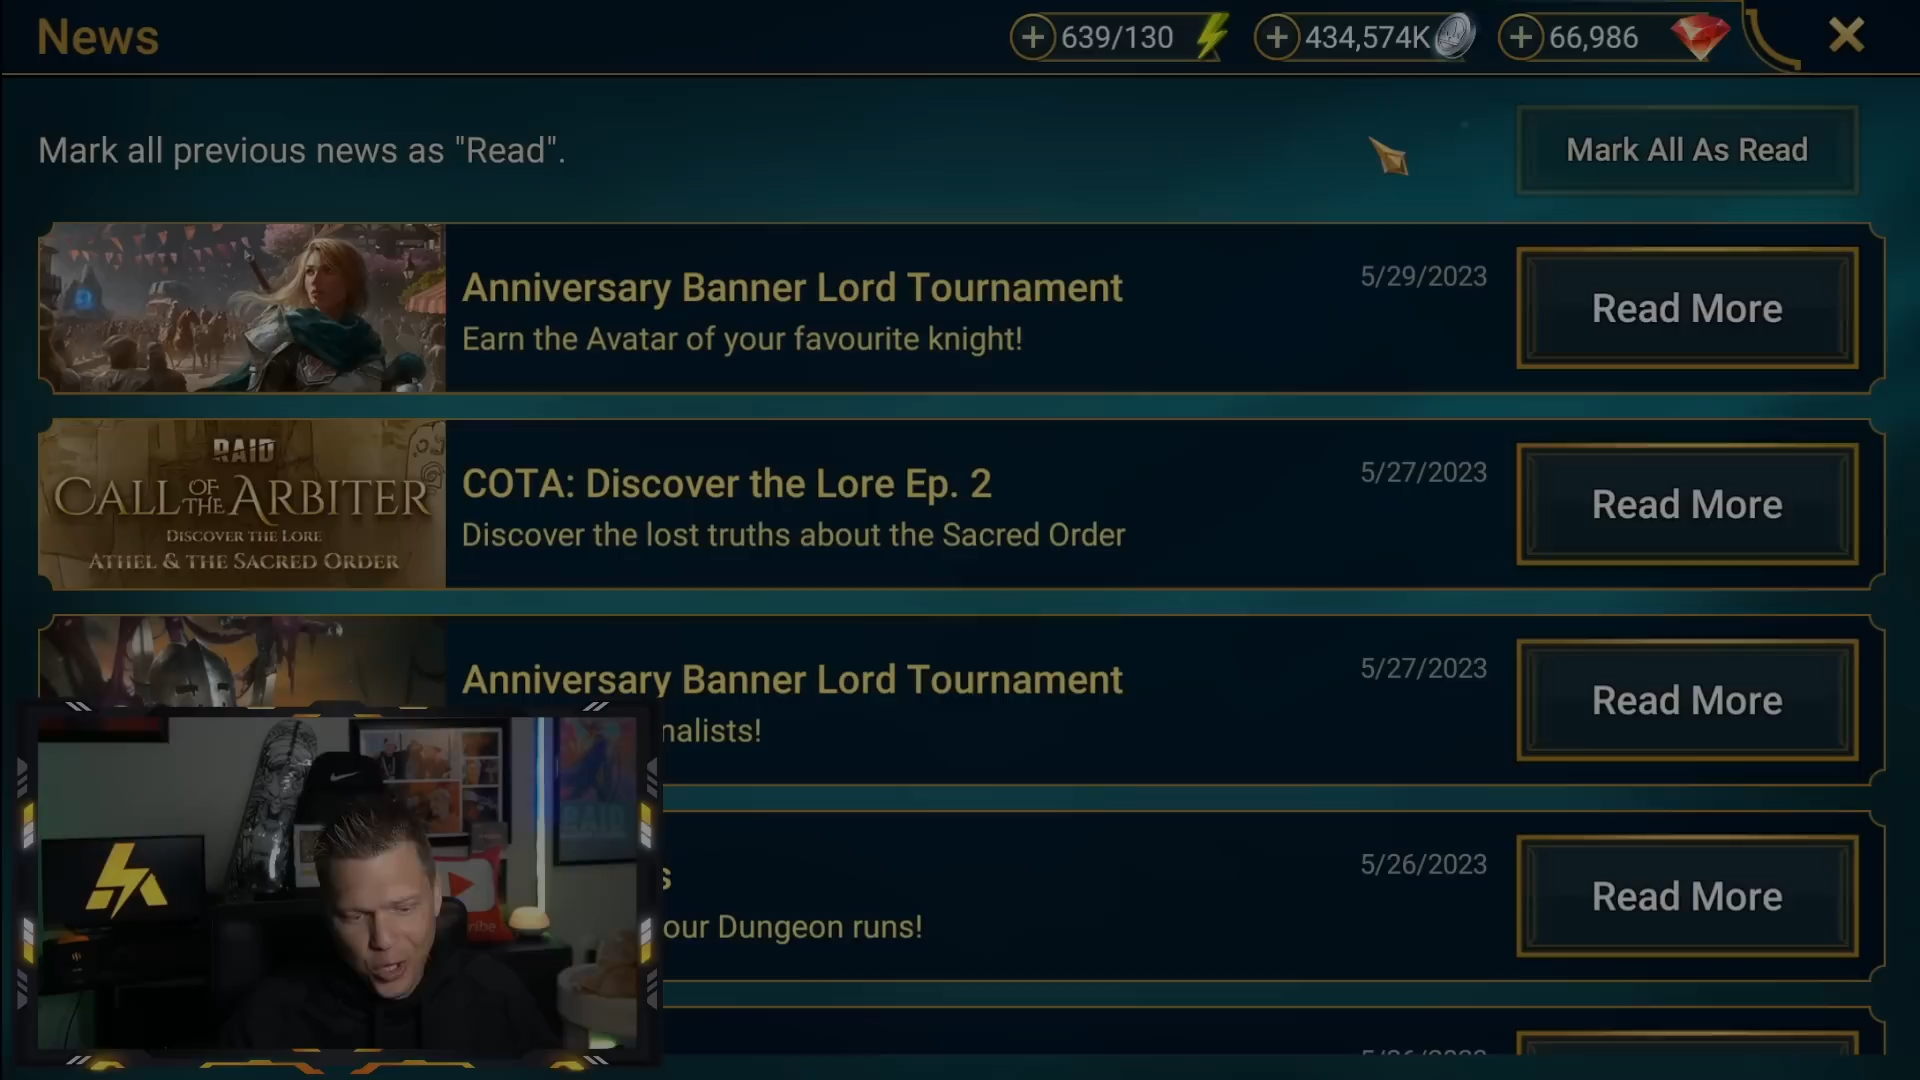 News
639/130
434,574K
66,986
Mark all previous news as "Read".
Mark All As Read
Anniversary Banner Lord Tournament
Earn the Avatar of your favourite knight!
5/29/2023
Read More
RAID
CALL OF THE ARBITER
DISCOVER THE LORE
ATHEL & THE SACRED ORDER
COTA: Discover the Lore Ep. 2
Discover the lost truths about the Sacred Order
5/27/2023
Read More
Anniversary Banner Lord Tournament
nalists!
5/27/2023
Read More
s
our Dungeon runs!
5/26/2023
Read More
RAID
ribe